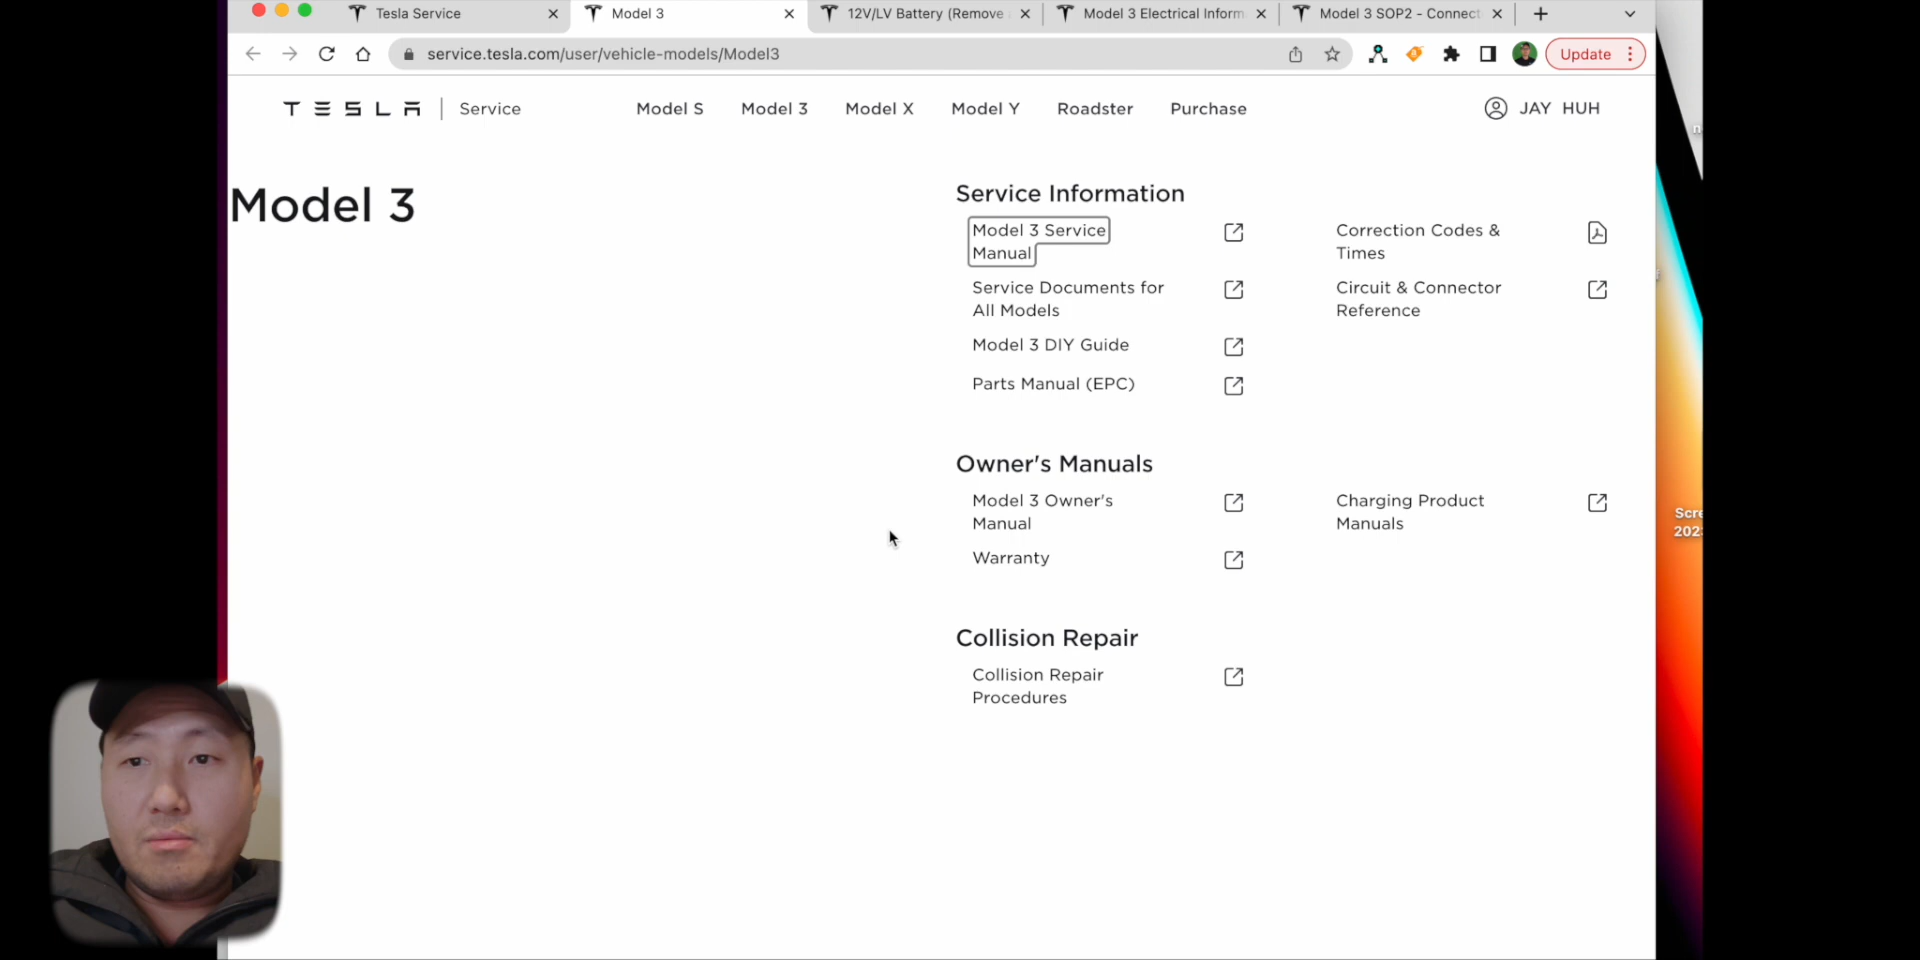 Tesla Service
Model 3
12V/LV Battery (Remove
Model 3 Electrical Inform
Model 3 SOP2 - Connect
service.tesla.com/user/vehicle-models/Model3
Update
TESLA | Service
Model S
Model 3
Model X
Model Y
Roadster
Purchase
JAY HUH
Model 3
Service Information
Model 3 Service
Manual
Correction Codes &
Times
Service Documents for
All Models
Circuit & Connector
Reference
Model 3 DIY Guide
Parts Manual (EPC)
Owner's Manuals
Model 3 Owner's
Manual
Charging Product
Manuals
Warranty
Collision Repair
Collision Repair
Procedures
Scre
202